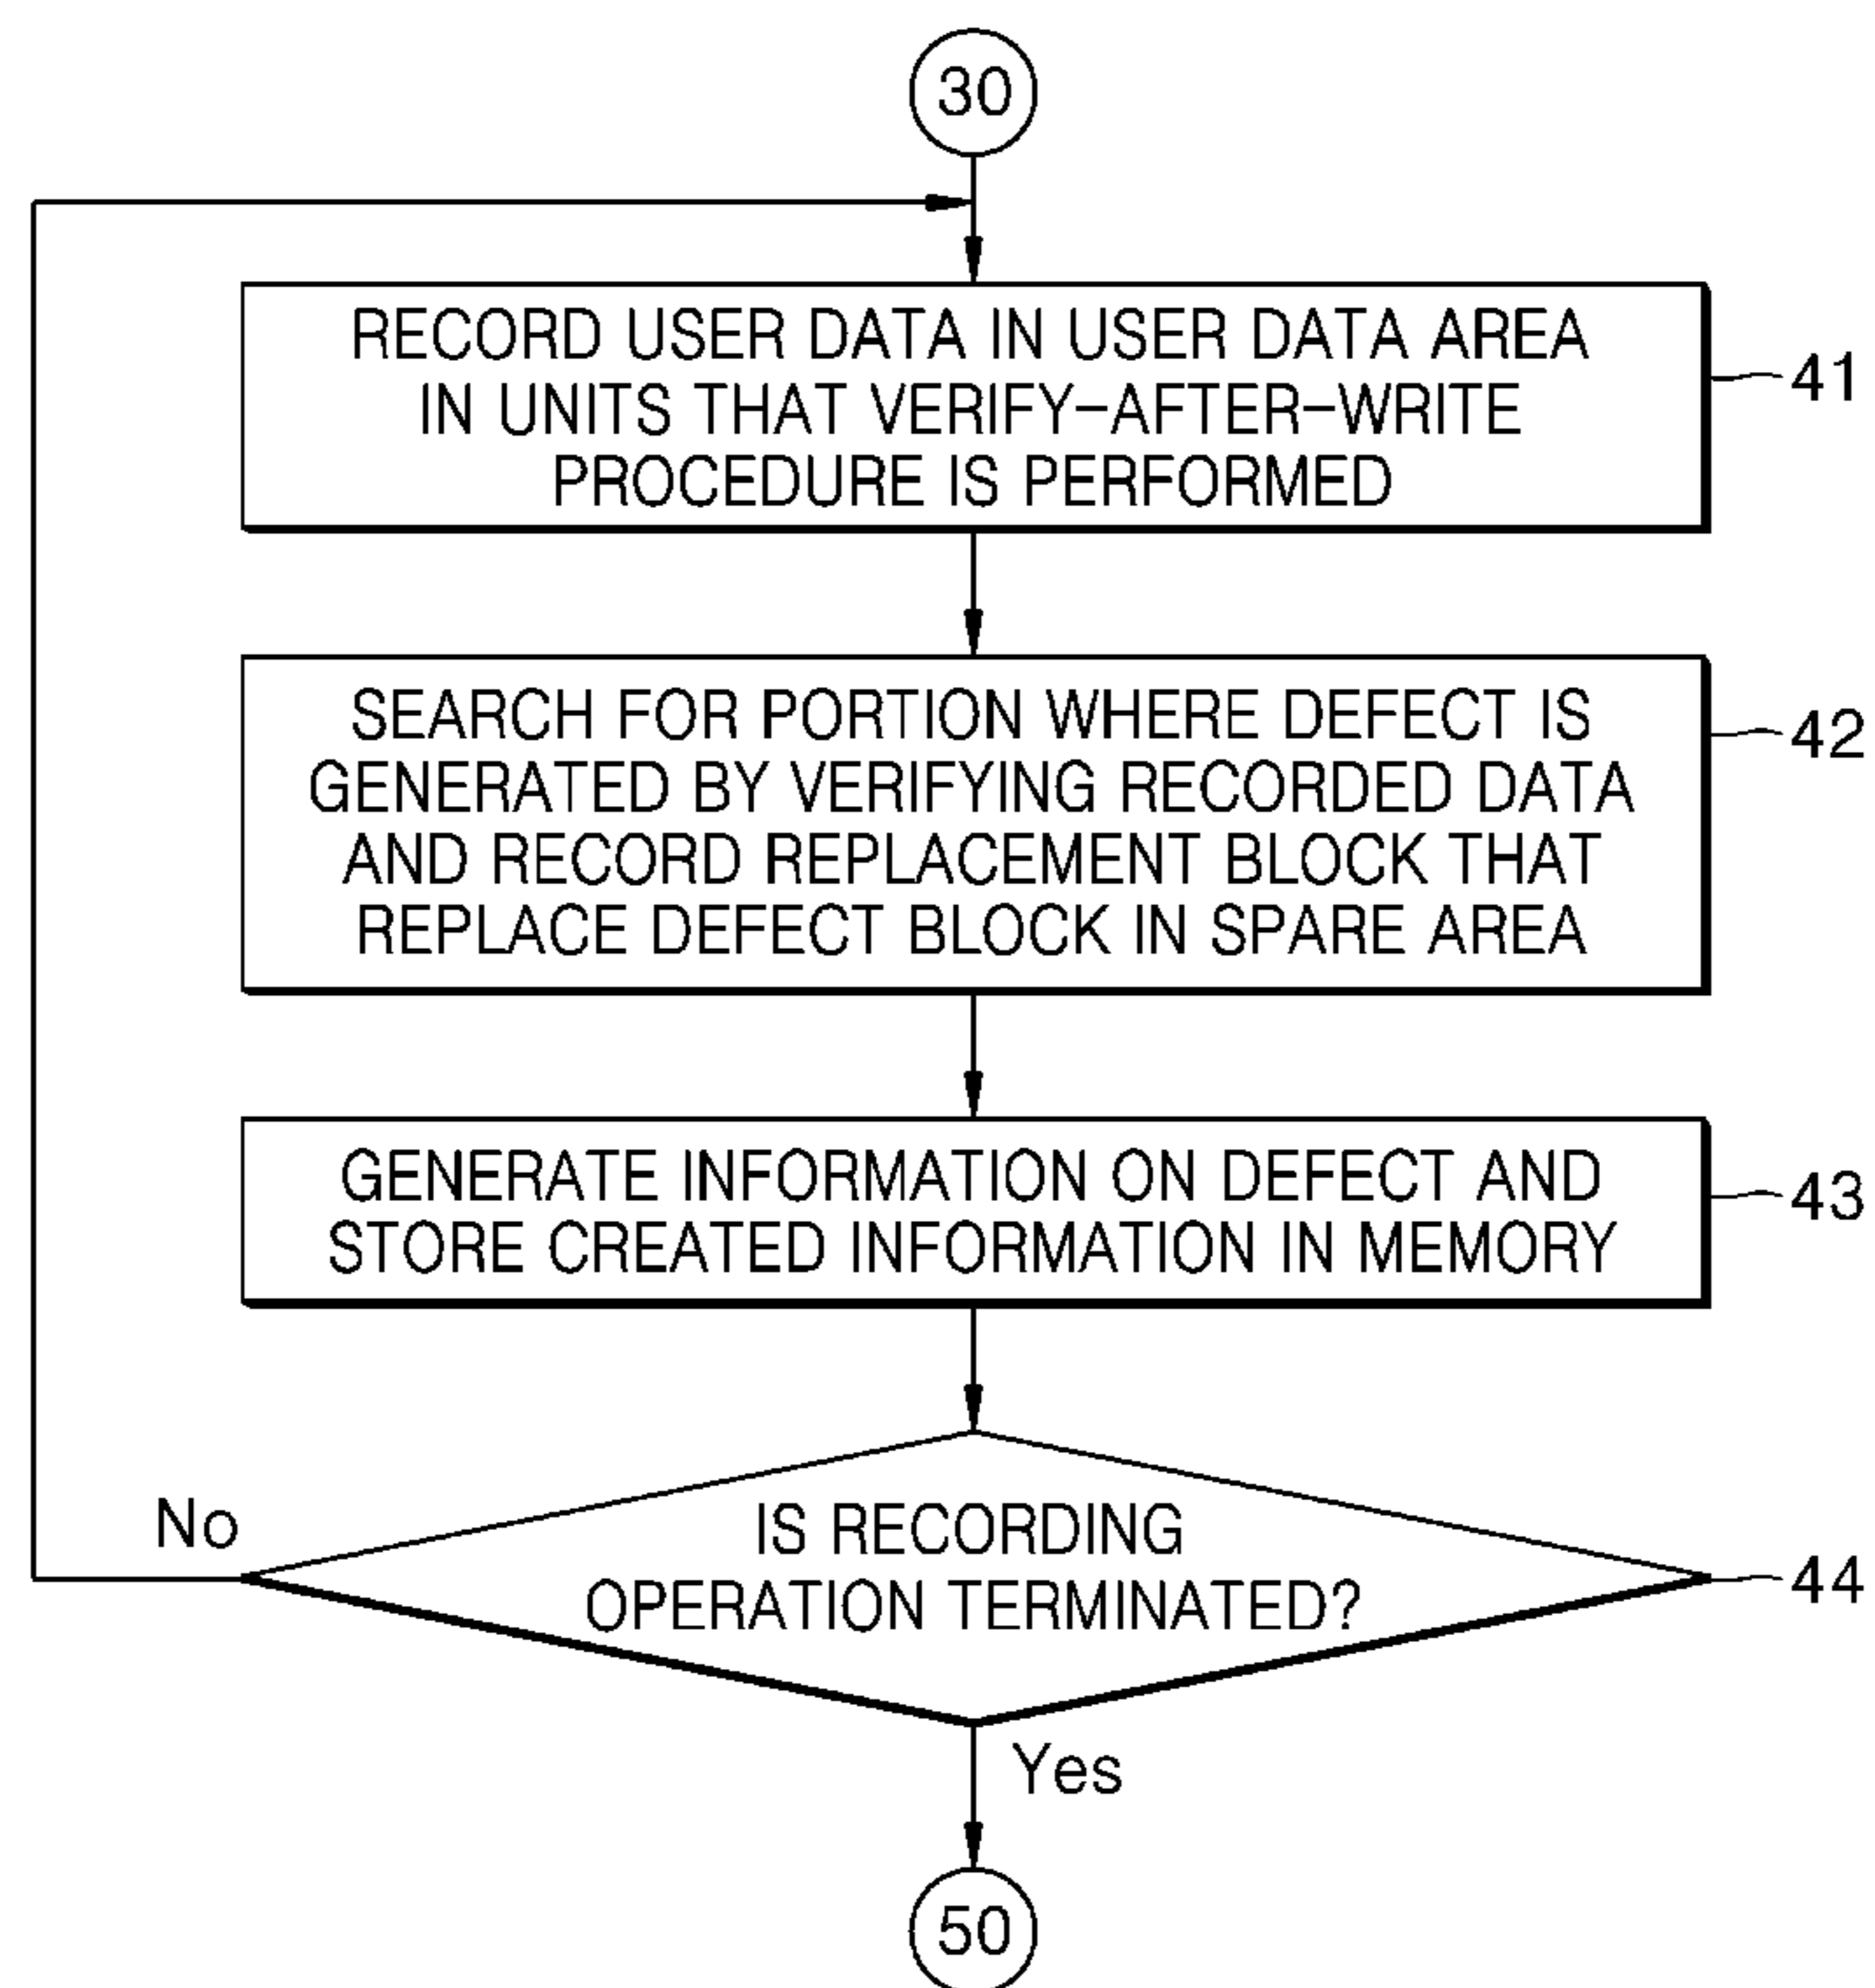 30
RECORD USER DATA IN USER DATA AREA
IN UNITS THAT VERIFY-AFTER-WRITE
PROCEDURE IS PERFORMED
41
SEARCH FOR PORTION WHERE DEFECT IS
GENERATED BY VERIFYING RECORDED DATA
AND RECORD REPLACEMENT BLOCK THAT
REPLACE DEFECT BLOCK IN SPARE AREA
42
GENERATE INFORMATION ON DEFECT AND
STORE CREATED INFORMATION IN MEMORY
43
No
IS RECORDING
OPERATION TERMINATED?
44
Yes
50